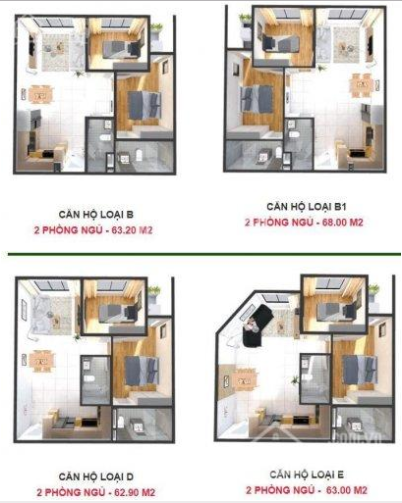 CĂN HỘ LOẠI B
2 PHÒNG NGỦ - 63.20 M2
CĂN HỘ LOẠI B1
2 PHÒNG NGỦ - 68.00 M2
CĂN HỘ LOẠI D
2 PHÒNG NGỦ - 62.90 M2
CĂN HỘ LOẠI E
2 PHÒNG NGỦ - 63.00 M2